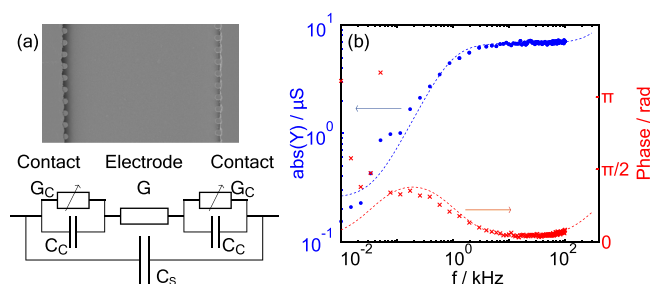 (a)
Contact Electrode Contact
G_C G G_C
C_C C_C
C_S
(b)
abs(Y) / µS
10^1
10^0
10^-1
10^-2 10^0 10^2
f / kHz
π
π/2
0
Phase / rad